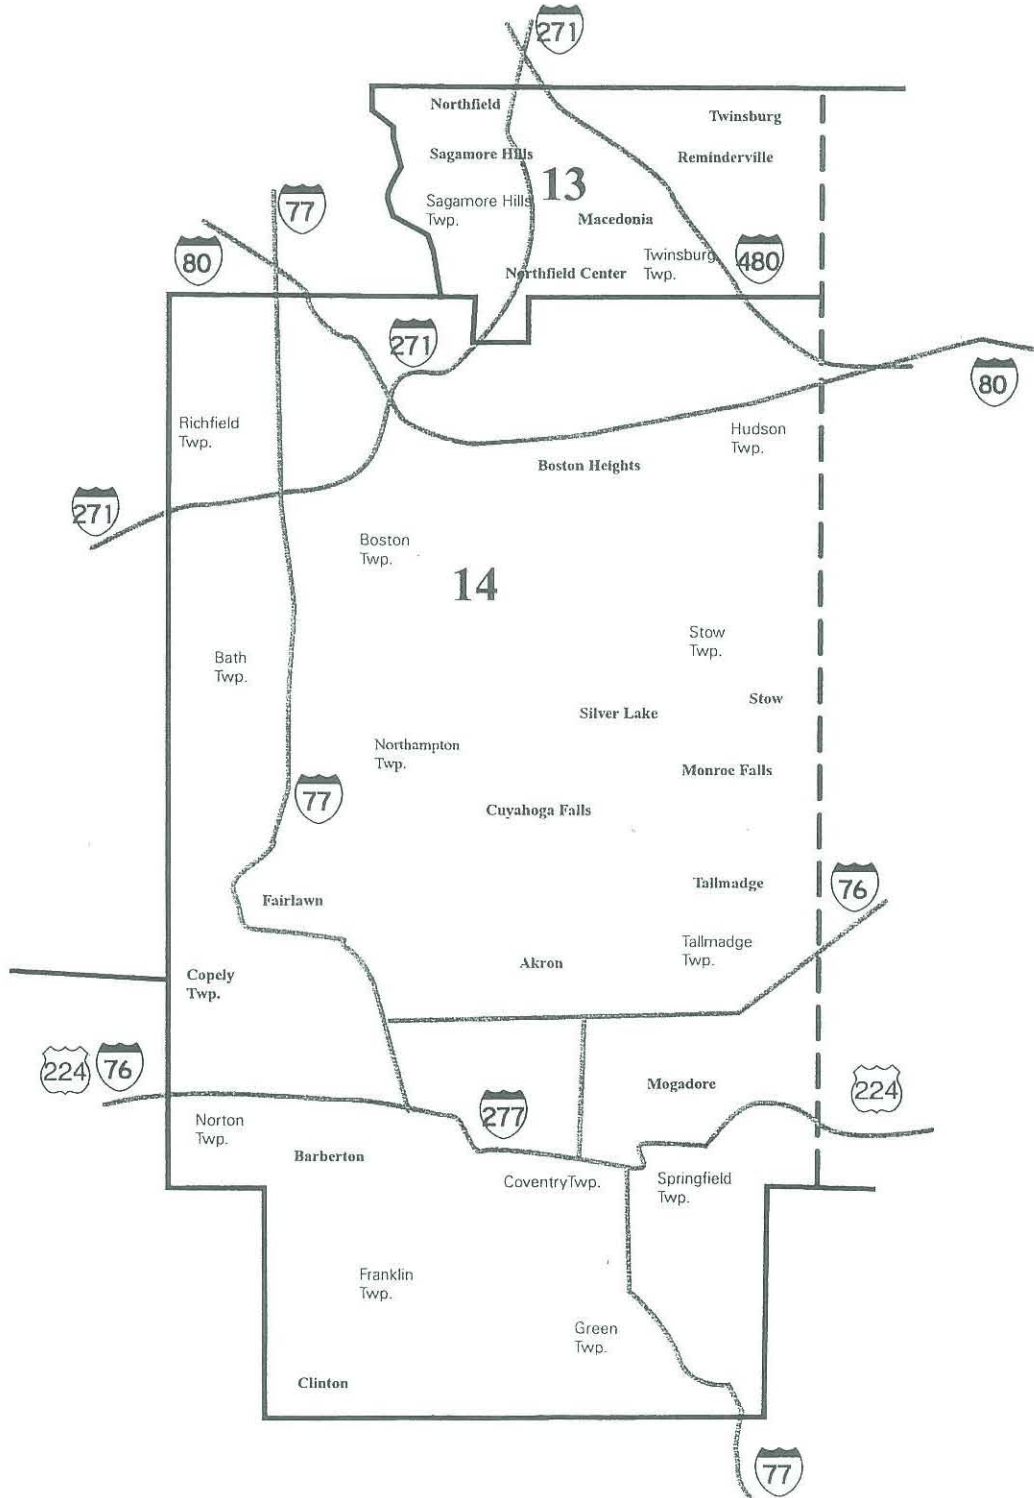 271
Northfield
Twinsburg
Sagamore Hills
Reminderville
13
77
Sagamore Hills
Twp.
Macedonia
80
Twinsburg
Twp.
480
Northfield Center
271
80
Richfield
Twp.
Hudson
Twp.
Boston Heights
271
Boston
Twp.
14
Stow
Twp.
Bath
Twp.
Stow
Silver Lake
Northampton
Twp.
Monroe Falls
77
Cuyahoga Falls
Tallmadge
76
Fairlawn
Tallmadge
Twp.
Akron
Copely
Twp.
224
76
Mogadore
224
277
Norton
Twp.
Barberton
CoventryTwp.
Springfield
Twp.
Franklin
Twp.
Green
Twp.
Clinton
77